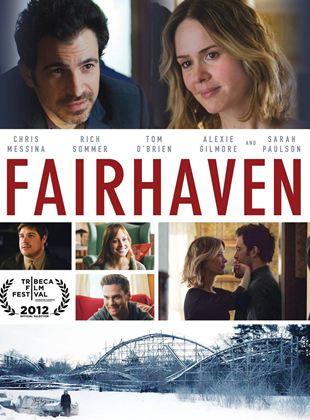 CHRIS MESSINA
RICH SOMMER
TOM O'BRIEN
ALEXIE GILMORE
AND
SARAH PAULSON
FAIRHAVEN
TRIBECA
FILM
FESTIVAL
2012
OFFICIAL SELECTION